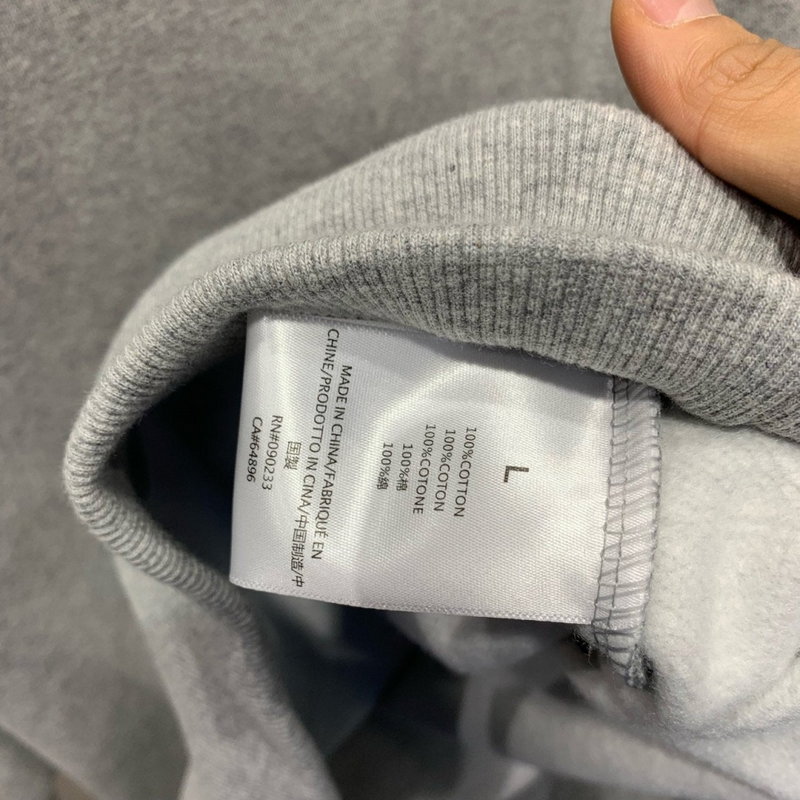 L
100%COTTON
100%COTON
100%COTONE
100%棉
100%綿
MADE IN CHINA/FABRIQUÉ EN
CHINE/PRODOTTO IN CINA/中国制造/中
国製
RN#090233
CA#64896